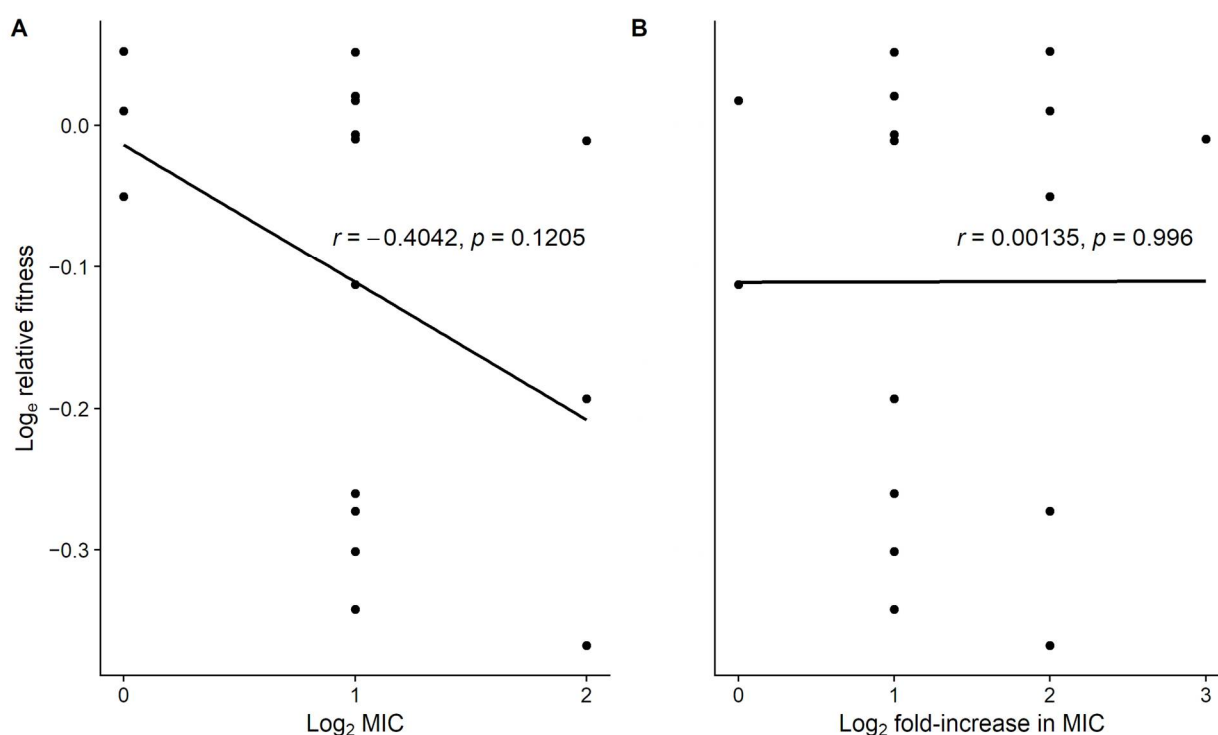 A
B
0.0
−0.1
−0.2
−0.3
Logₑ relative fitness
r = −0.4042, p = 0.1205
r = 0.00135, p = 0.996
0 1 2
0 1 2 3
Log₂ MIC
Log₂ fold-increase in MIC